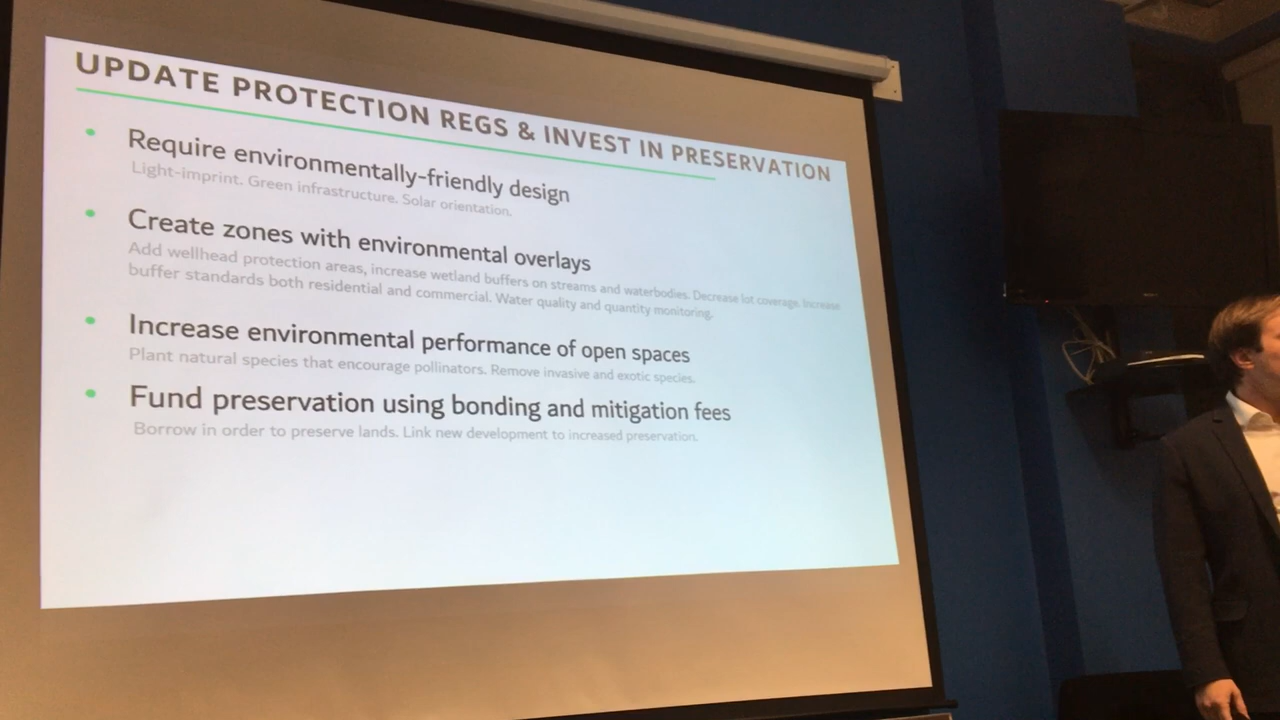 UPDATE PROTECTION REGS & INVEST IN PRESERVATION
Require environmentally-friendly design
Light-imprint. Green infrastructure. Solar orientation.
Create zones with environmental overlays
Add wellhead protection areas, increase wetland buffers on streams and waterbodies. Decrease lot coverage. Increase
buffer standards both residential and commercial. Water quality and quantity monitoring.
Increase environmental performance of open spaces
Plant natural species that encourage pollinators. Remove invasive and exotic species.
Fund preservation using bonding and mitigation fees
Borrow in order to preserve lands. Link new development to increased preservation.